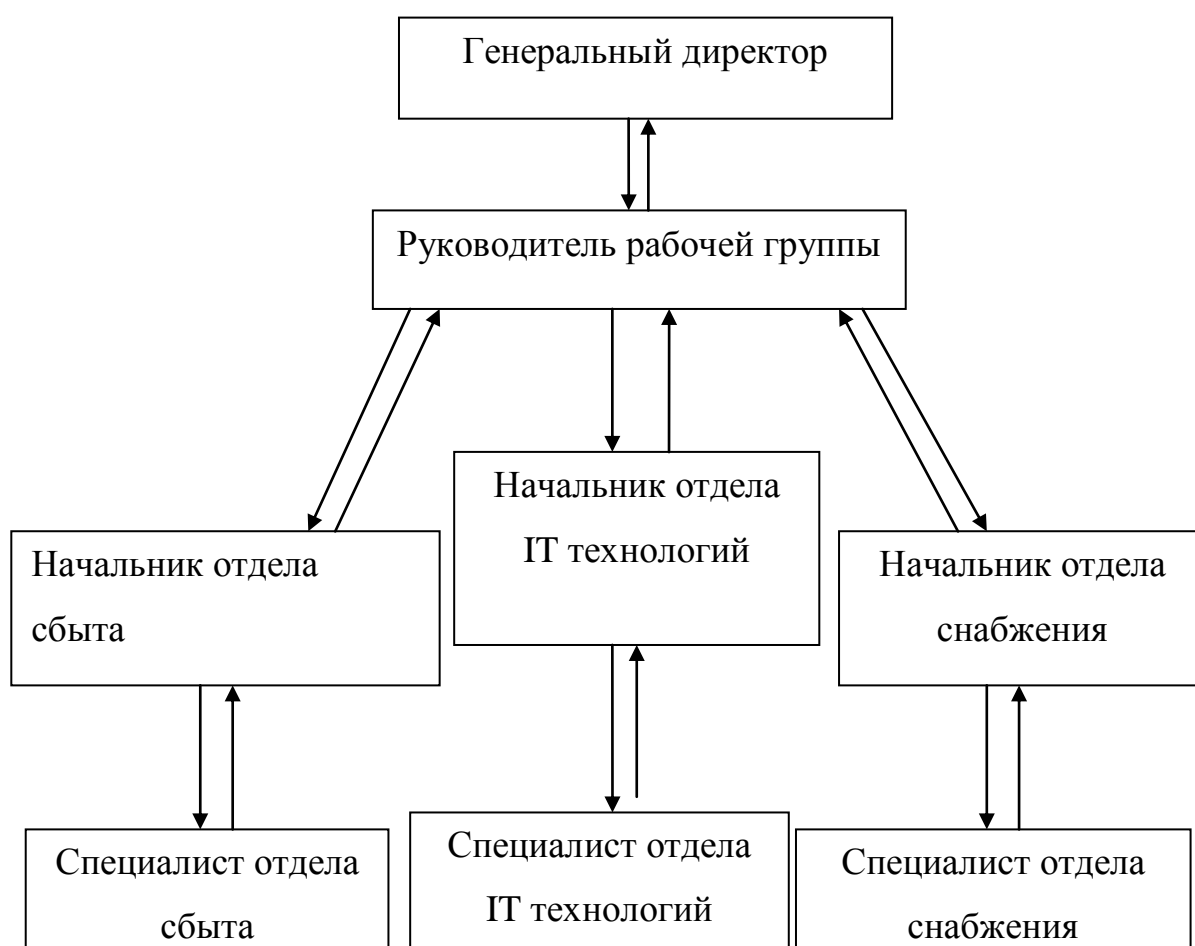 Генеральный директор
Руководитель рабочей группы
Начальник отдела
IT технологий
Начальник отдела
сбыта
Начальник отдела
снабжения
Специалист отдела
сбыта
Специалист отдела
IT технологий
Специалист отдела
снабжения